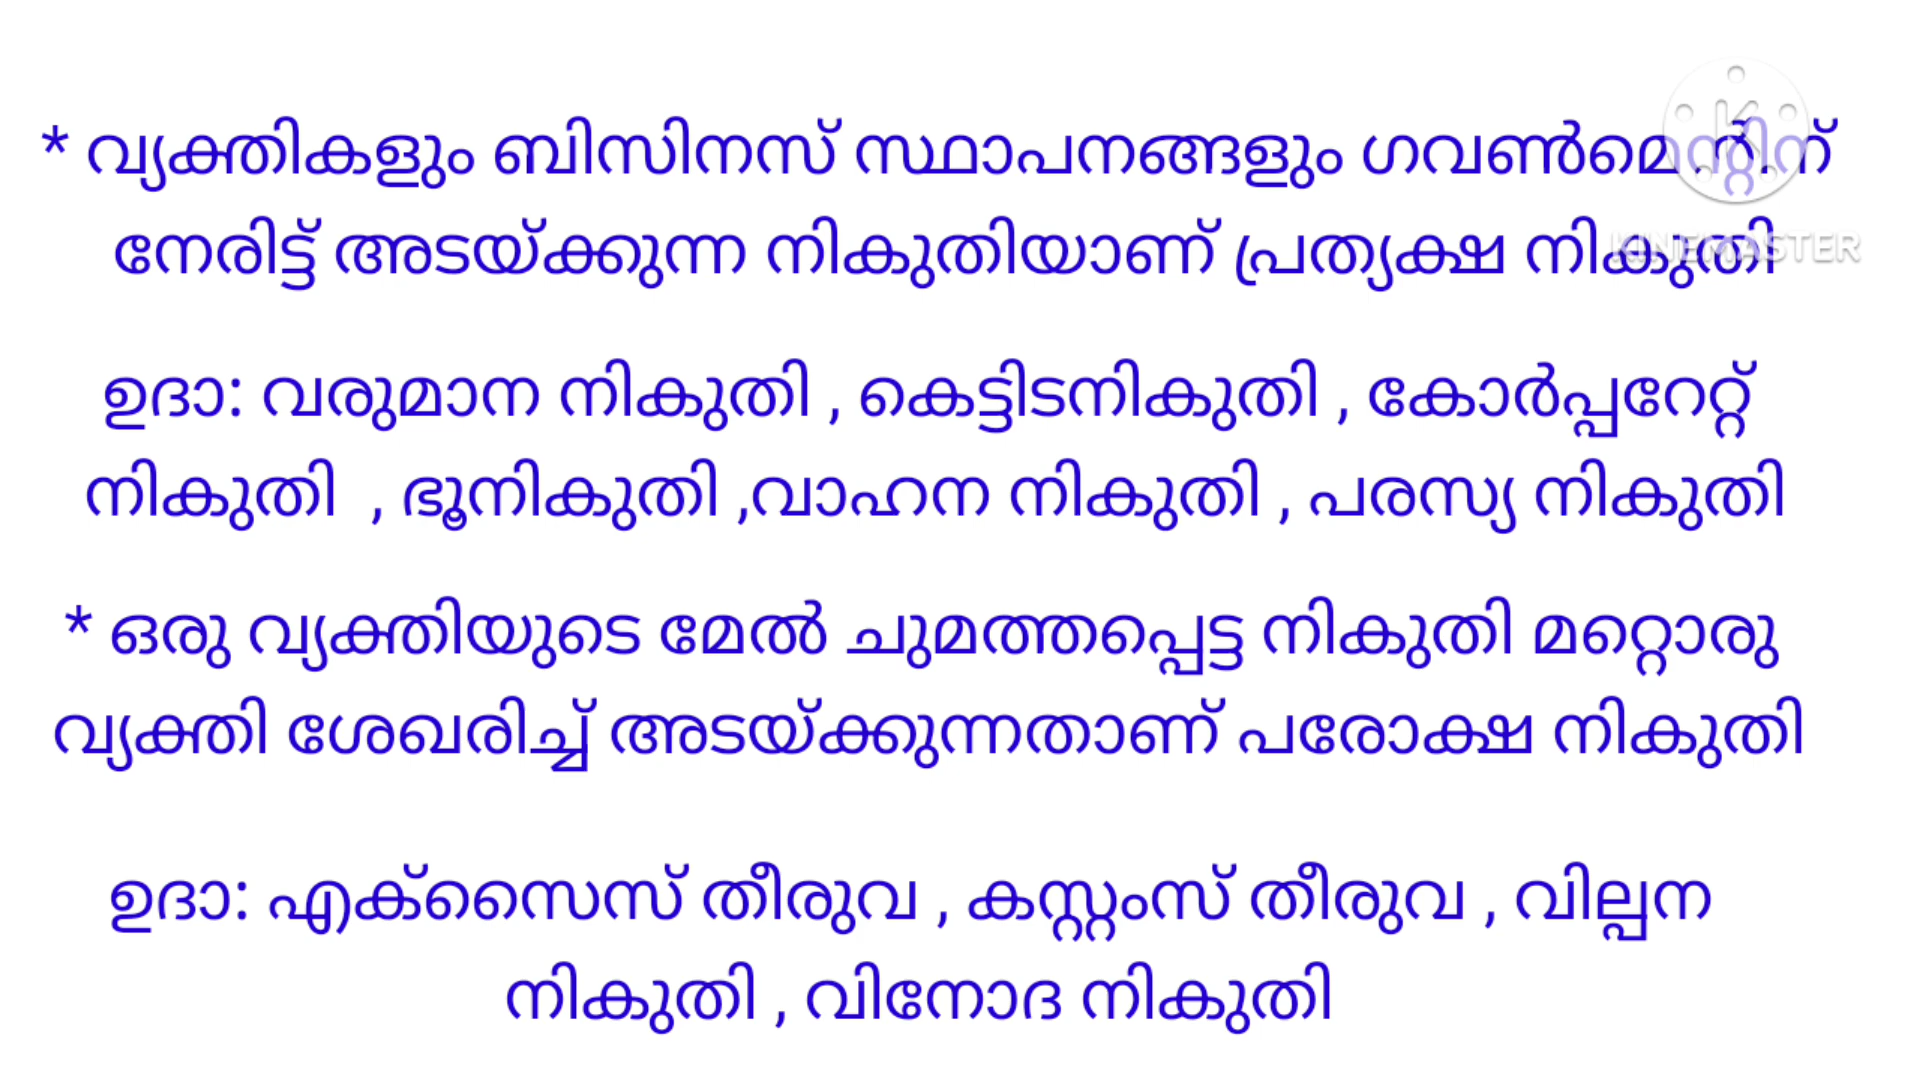 * വ്യക്തികളും ബിസിനസ് സ്ഥാപനങ്ങളും ഗവൺമെന്റിന്
നേരിട്ട് അടയ്ക്കുന്ന നികുതിയാണ് പ്രത്യക്ഷ നികുതി
KINEMASTER
ഉദാ: വരുമാന നികുതി , കെട്ടിടനികുതി , കോർപ്പറേറ്റ്
നികുതി , ഭൂനികുതി ,വാഹന നികുതി , പരസ്യ നികുതി
* ഒരു വ്യക്തിയുടെ മേൽ ചുമത്തപ്പെട്ട നികുതി മറ്റൊരു
വ്യക്തി ശേഖരിച്ച് അടയ്ക്കുന്നതാണ് പരോക്ഷ നികുതി
ഉദാ: എക്സൈസ് തീരുവ , കസ്റ്റംസ് തീരുവ , വില്പന
നികുതി , വിനോദ നികുതി